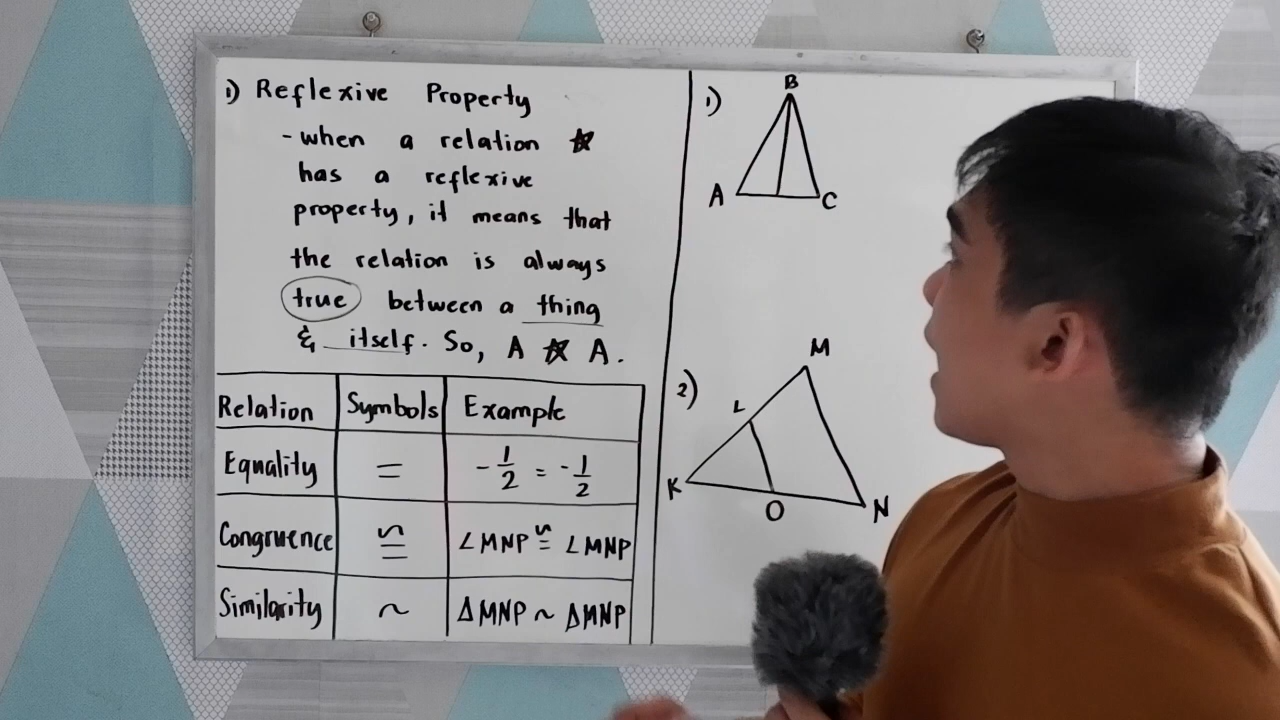 1) Reflexive Property
- when a relation ☆
has a reflexive
property, it means that
the relation is always
true between a thing
& itself. So, A ☆ A.
Relation Symbols Example
Equality = -1/2 = -1/2
Congruence ≅ ∠MNP ≅ ∠MNP
Similarity ~ ΔMNP ~ ΔMNP
1)
B
A C
2)
M
L
K
O N